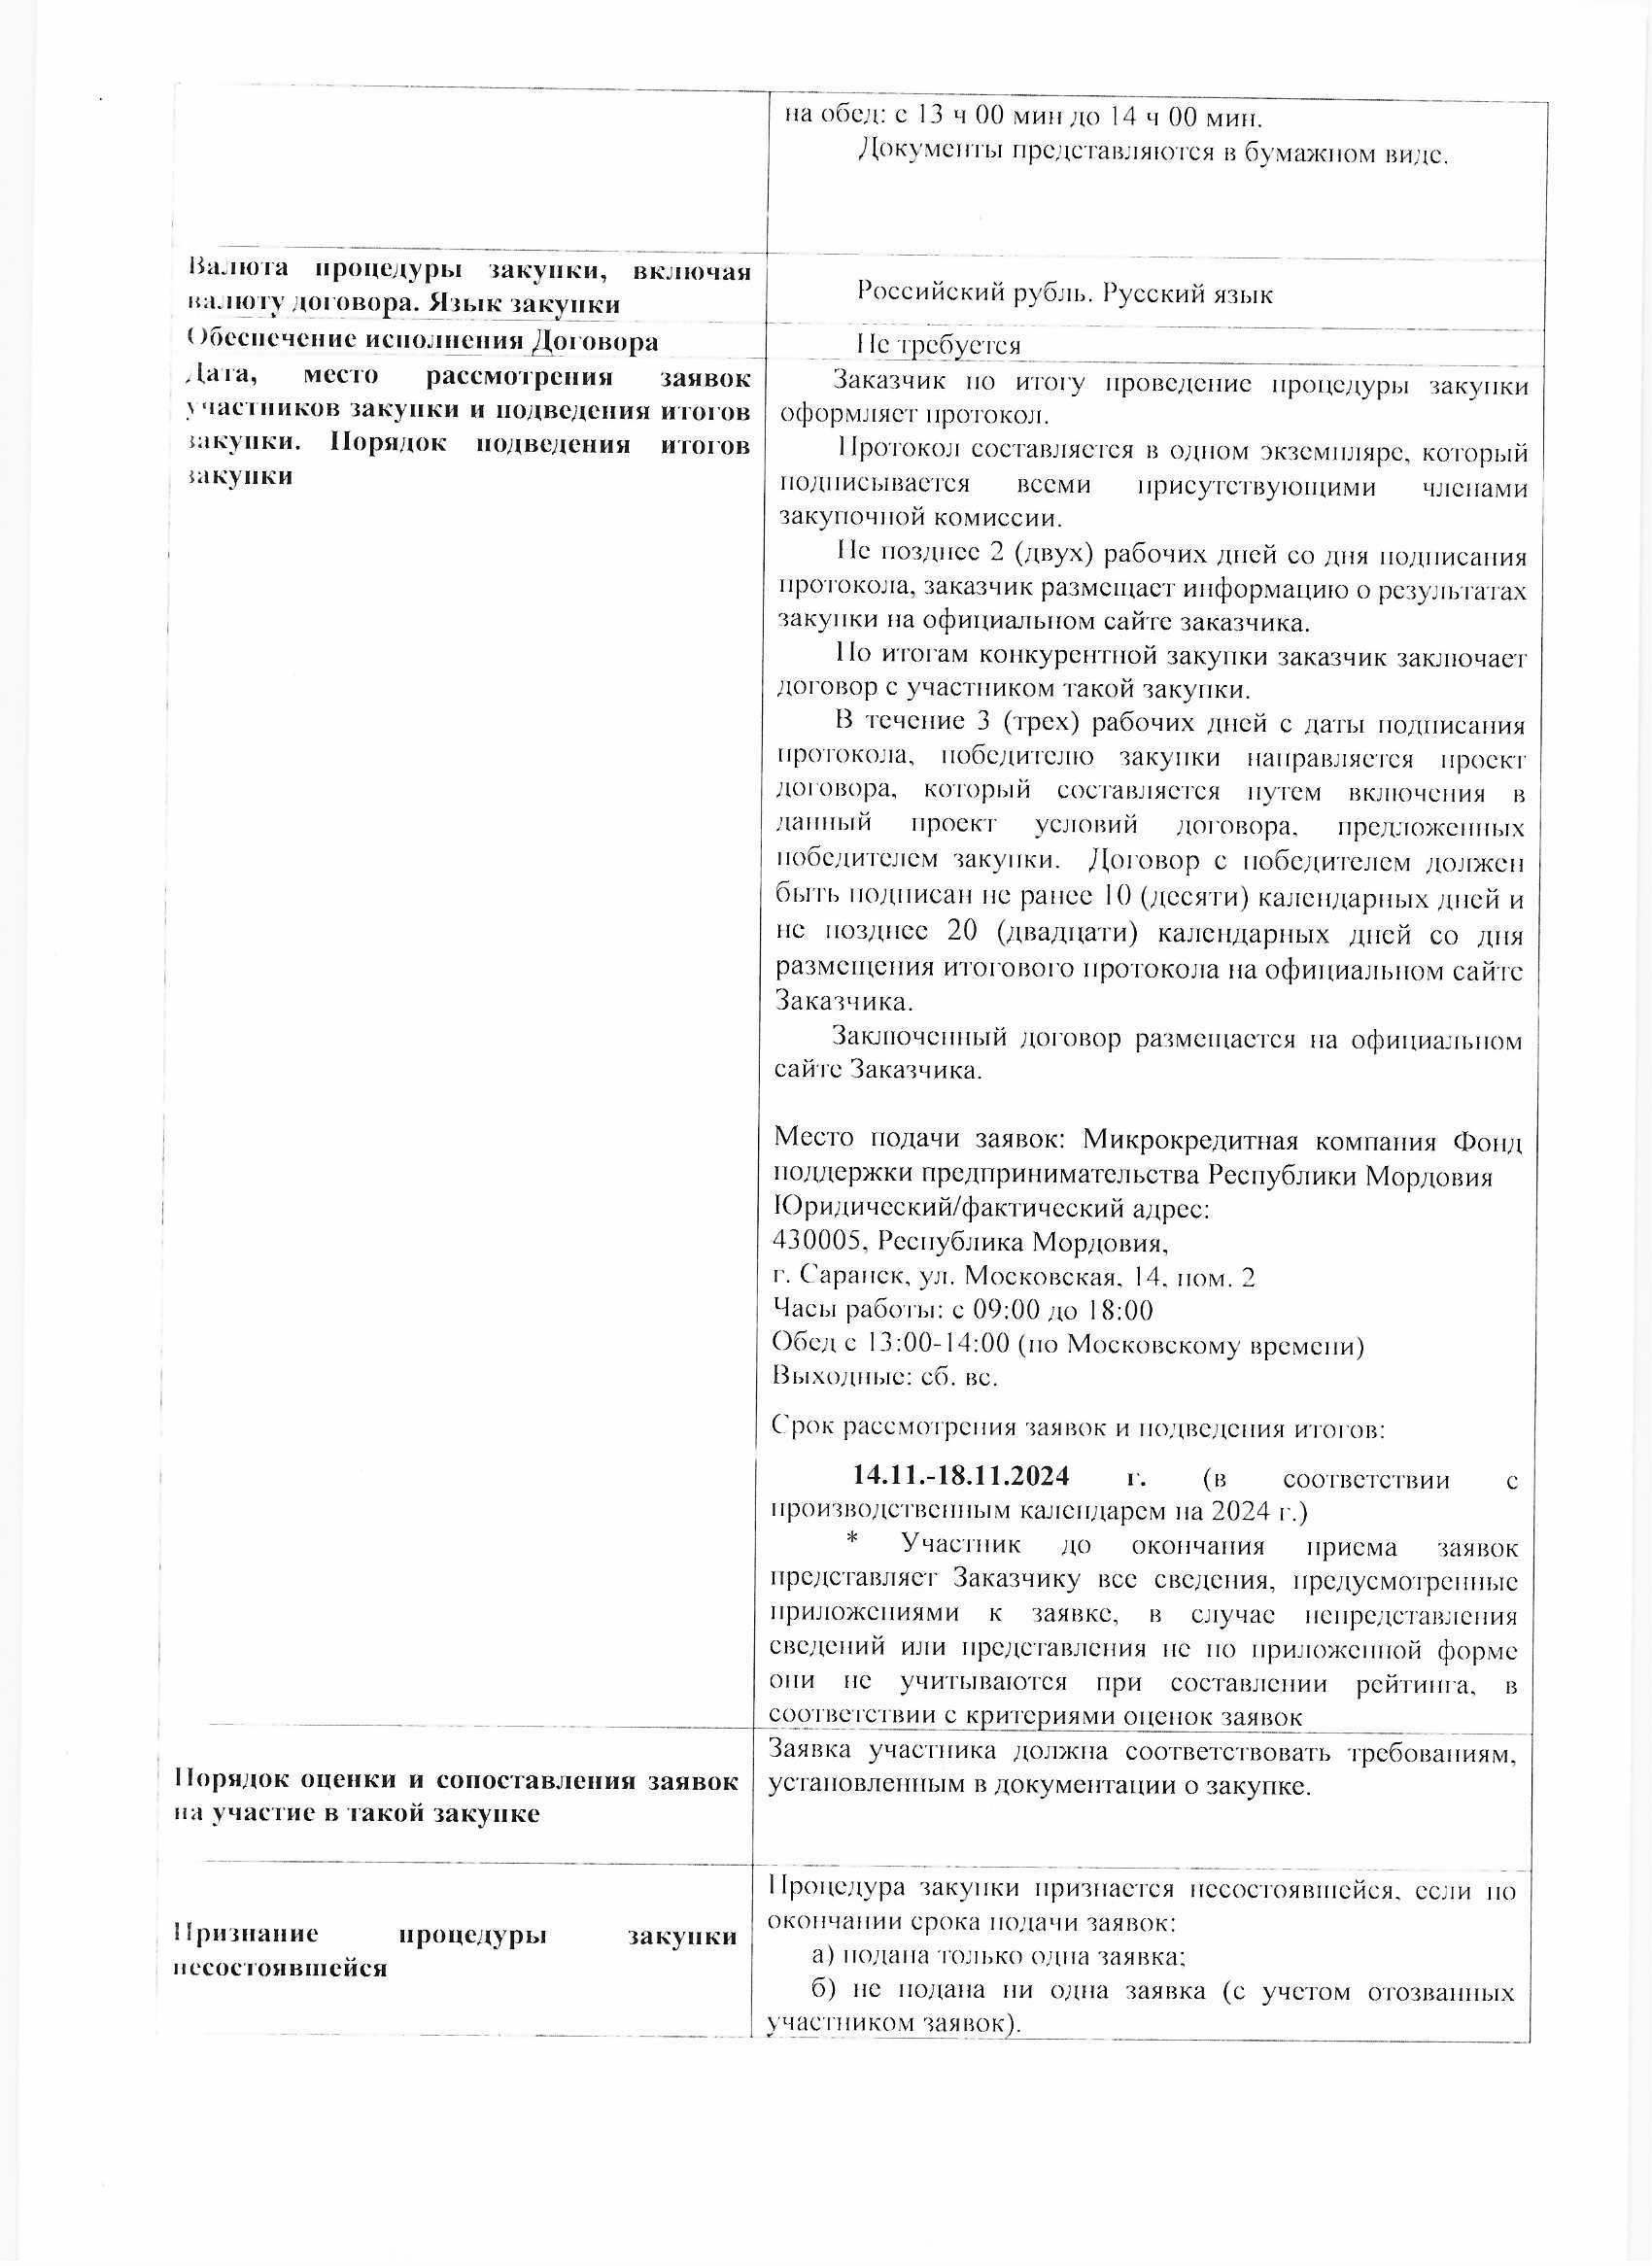 на обед: с 13 ч 00 мин до 14 ч 00 мин.
Документы представляются в бумажном виде.
Валюта процедуры закупки, включая
валюту договора. Язык закупки
Российский рубль. Русский язык
Обеспечение исполнения Договора
Не требуется
Дата, место рассмотрения заявок
участников закупки и подведения итогов
закупки. Порядок подведения итогов
закупки
Заказчик по итогу проведение процедуры закупки
оформляет протокол.
Протокол составляется в одном экземпляре, который
подписывается всеми присутствующими членами
закупочной комиссии.
Не позднее 2 (двух) рабочих дней со дня подписания
протокола, заказчик размещает информацию о результатах
закупки на официальном сайте заказчика.
По итогам конкурентной закупки заказчик заключает
договор с участником такой закупки.
В течение 3 (трех) рабочих дней с даты подписания
протокола, победителю закупки направляется проект
договора, который составляется путем включения в
данный проект условий договора, предложенных
победителем закупки. Договор с победителем должен
быть подписан не ранее 10 (десяти) календарных дней и
не позднее 20 (двадцати) календарных дней со дня
размещения итогового протокола на официальном сайте
Заказчика.
Заключенный договор размещается на официальном
сайте Заказчика.
Место подачи заявок: Микрокредитная компания Фонд
поддержки предпринимательства Республики Мордовия
Юридический/фактический адрес:
430005, Республика Мордовия,
г. Саранск, ул. Московская, 14, пом. 2
Часы работы: с 09:00 до 18:00
Обед с 13:00-14:00 (по Московскому времени)
Выходные: сб. вс.
Срок рассмотрения заявок и подведения итогов:
14.11.-18.11.2024 г. (в соответствии с
производственным календарем на 2024 г.)
* Участник до окончания приема заявок
представляет Заказчику все сведения, предусмотренные
приложениями к заявке, в случае непредставления
сведений или представления не по приложенной форме
они не учитываются при составлении рейтинга, в
соответствии с критериями оценок заявок
Порядок оценки и сопоставления заявок
на участие в такой закупке
Заявка участника должна соответствовать требованиям,
установленным в документации о закупке.
Признание процедуры закупки
несостоявшейся
Процедура закупки признается несостоявшейся, если по
окончании срока подачи заявок:
а) подана только одна заявка;
б) не подана ни одна заявка (с учетом отозванных
участником заявок).